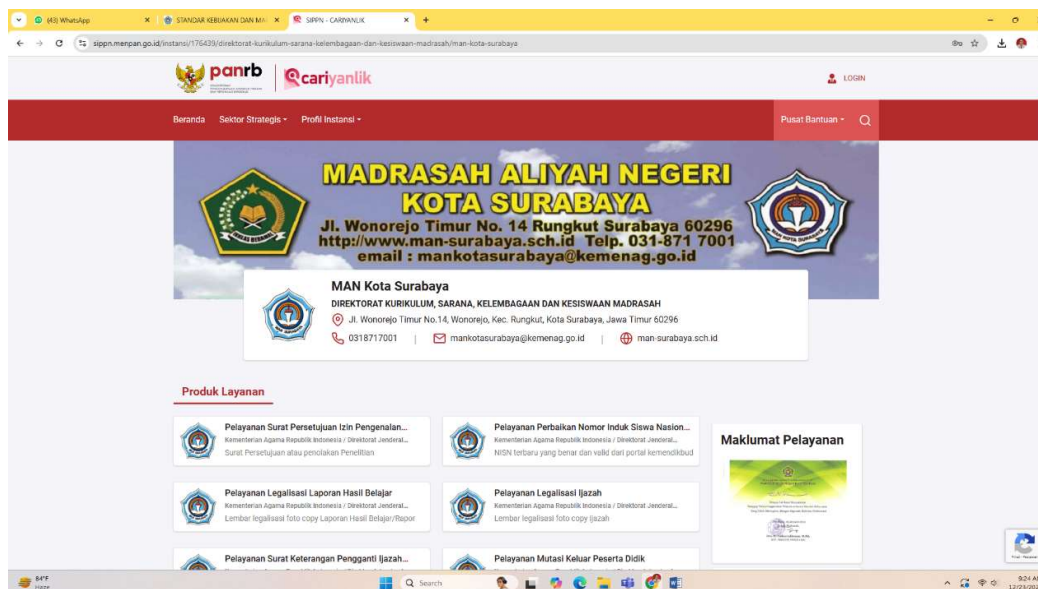 (43) WhatsApp
STANDAR KEBIJAKAN DAN MA
SIPPN - CARIYANLIK
sippn.menpan.go.id/instansi/176439/direktorat-kurikulum-sarana-kelembagaan-dan-kesiswaan-madrasah/man-kota-surabaya
panrb
cariyanlik
LOGIN
Beranda Sektor Strategis Profil Instansi
Pusat Bantuan
MADRASAH ALIYAH NEGERI
KOTA SURABAYA
Jl. Wonorejo Timur No. 14 Rungkut Surabaya 60296
http://www.man-surabaya.sch.id Telp. 031-871 7001
email : mankotasurabaya@kemenag.go.id
IKHLAS BERAMAL
MAN KOTA SURABAYA
MAN Kota Surabaya
DIREKTORAT KURIKULUM, SARANA, KELEMBAGAAN DAN KESISWAAN MADRASAH
Jl. Wonorejo Timur No.14, Wonorejo, Kec. Rungkut, Kota Surabaya, Jawa Timur 60296
0318717001 | mankotasurabaya@kemenag.go.id | man-surabaya.sch.id
Produk Layanan
Pelayanan Surat Persetujuan Izin Pengenalan...
Kementerian Agama Republik Indonesia / Direktorat Jenderal...
Surat Persetujuan atau penolakan Penelitian
Pelayanan Perbaikan Nomor Induk Siswa Nasion...
Kementerian Agama Republik Indonesia / Direktorat Jenderal...
NISN terbaru yang benar dan valid dari portal kemendikbud
Maklumat Pelayanan
Pelayanan Legalisasi Laporan Hasil Belajar
Kementerian Agama Republik Indonesia / Direktorat Jenderal...
Lembar legalisasi foto copy Laporan Hasil Belajar/Rapor
Pelayanan Legalisasi Ijazah
Kementerian Agama Republik Indonesia / Direktorat Jenderal...
Lembar legalisasi foto copy Ijazah
Pelayanan Surat Keterangan Pengganti Ijazah...
Pelayanan Mutasi Keluar Peserta Didik
84°F
Haze
Search
9:24 A
12/23/202